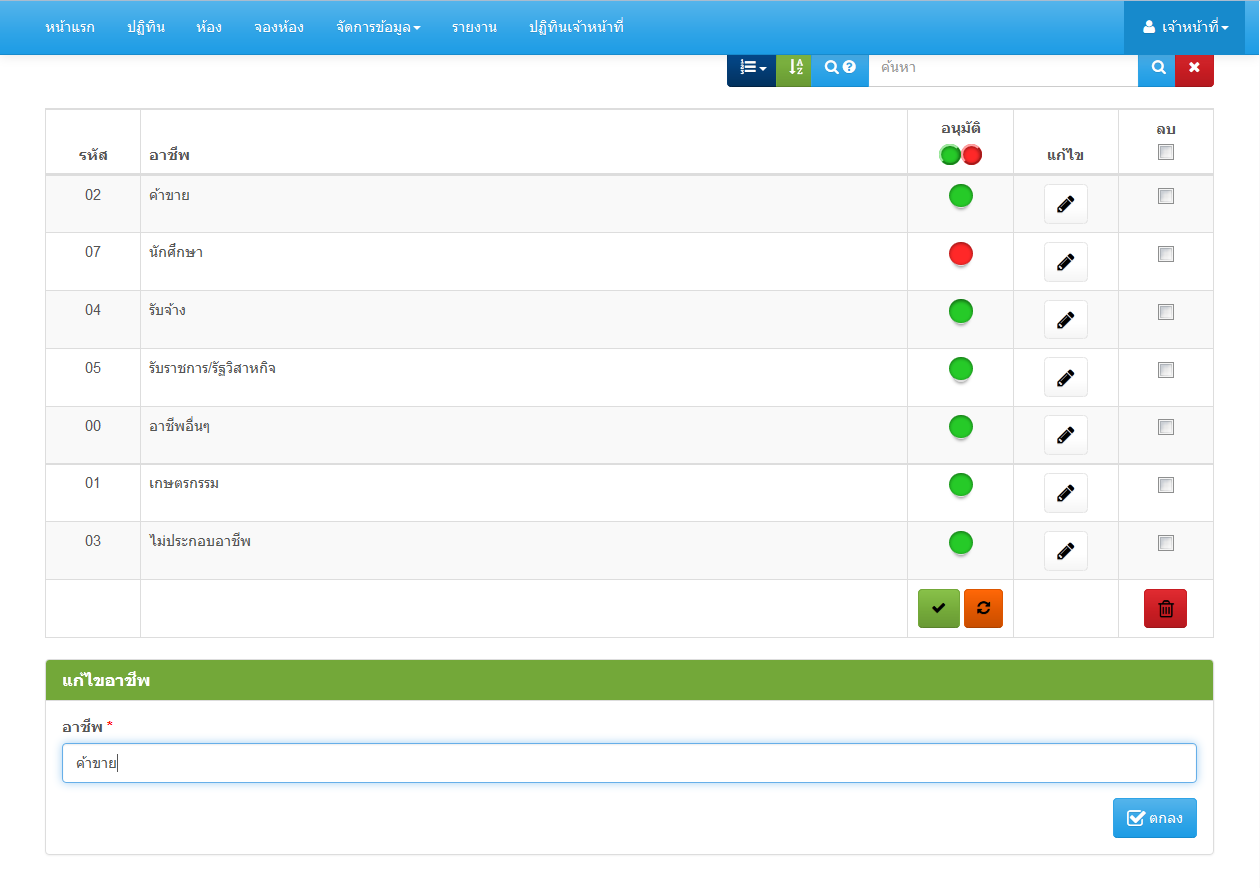 หน้าแรก ปฏิทิน ห้อง จองห้อง จัดการข้อมูล รายงาน ปฏิทินเจ้าหน้าที่ เจ้าหน้าที่
ค้นหา
รหัส อาชีพ อนุมัติ แก้ไข ลบ
02 ค้าขาย
07 นักศึกษา
04 รับจ้าง
05 รับราชการ/รัฐวิสาหกิจ
00 อาชีพอื่นๆ
01 เกษตรกรรม
03 ไม่ประกอบอาชีพ
แก้ไขอาชีพ
อาชีพ *
ค้าขาย
ตกลง